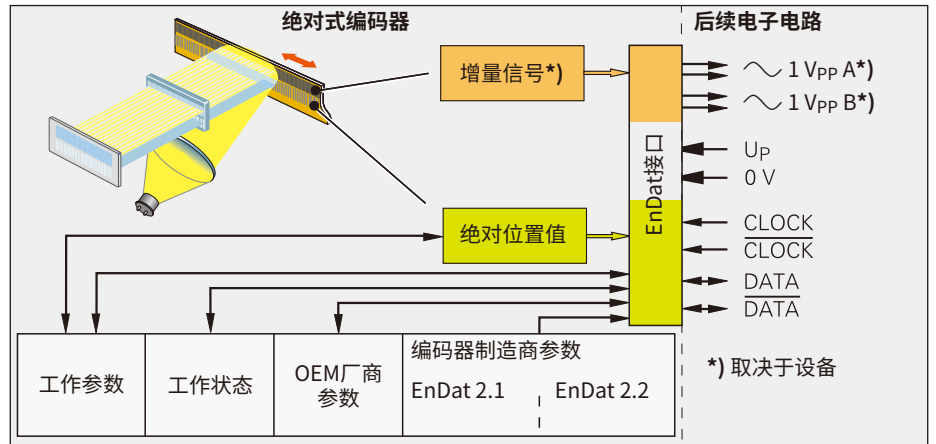 绝对式编码器
后续电子电路
增量信号*)
1 VPP A*)
1 VPP B*)
EnDat接口
UP
0 V
绝对位置值
CLOCK
CLOCK
DATA
DATA
工作参数
工作状态
OEM厂商
参数
编码器制造商参数
EnDat 2.1
EnDat 2.2
*) 取决于设备